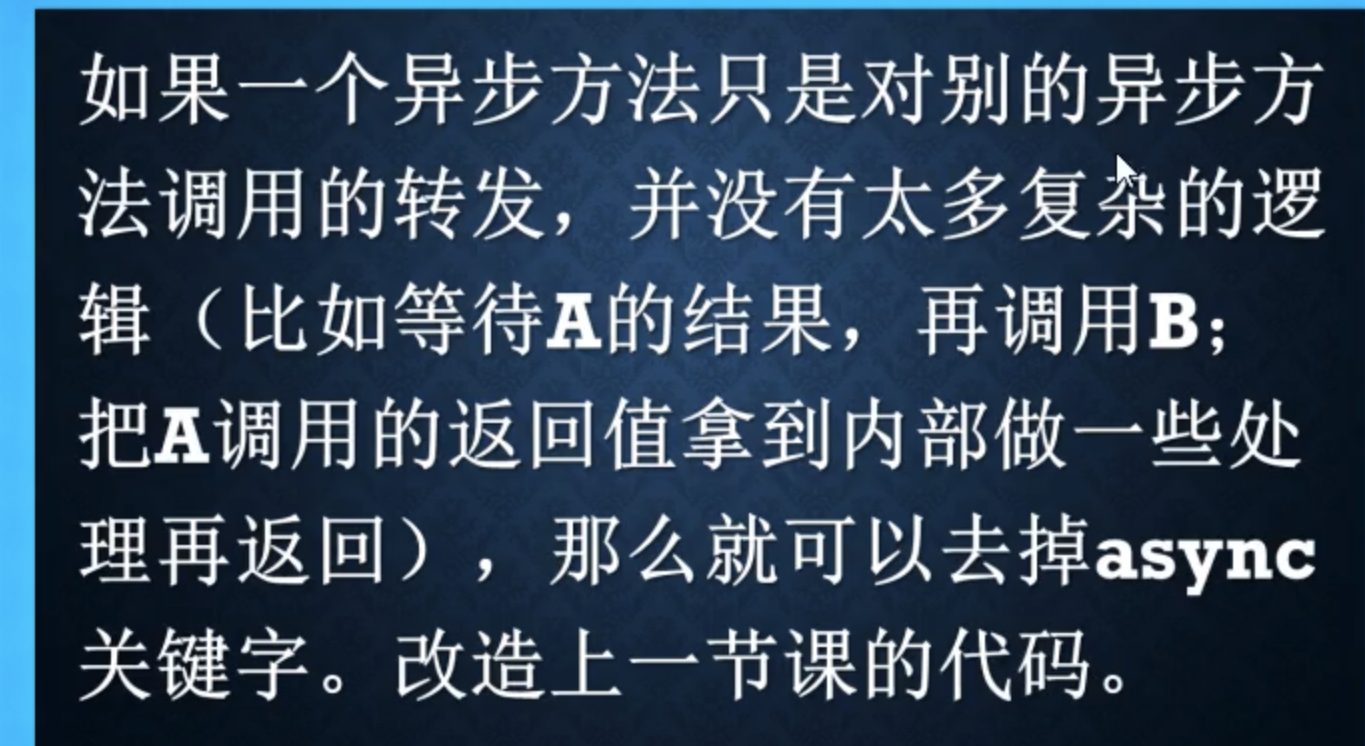 如果一个异步方法只是对别的异步方
法调用的转发，并没有太多复杂的逻
辑（比如等待A的结果，再调用B；
把A调用的返回值拿到内部做一些处
理再返回），那么就可以去掉async
关键字。改造上一节课的代码。